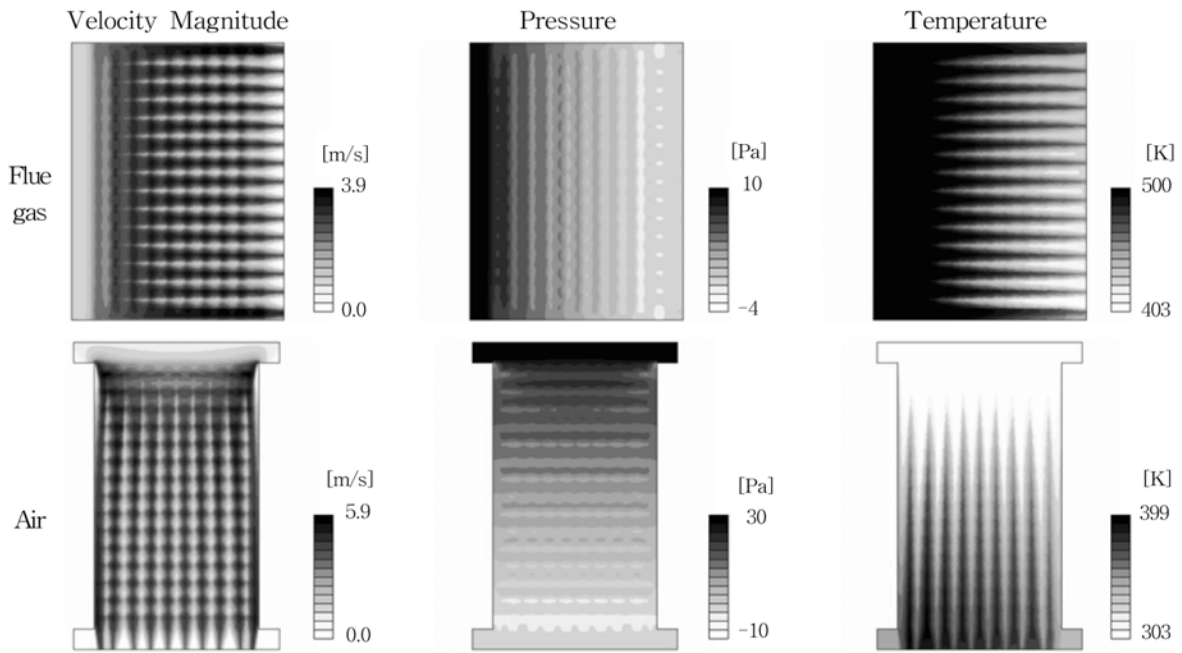 Velocity Magnitude
Pressure
Temperature
Flue
gas
[m/s]
3.9
0.0
[Pa]
10
-4
[K]
500
403
Air
[m/s]
5.9
0.0
[Pa]
30
-10
[K]
399
303